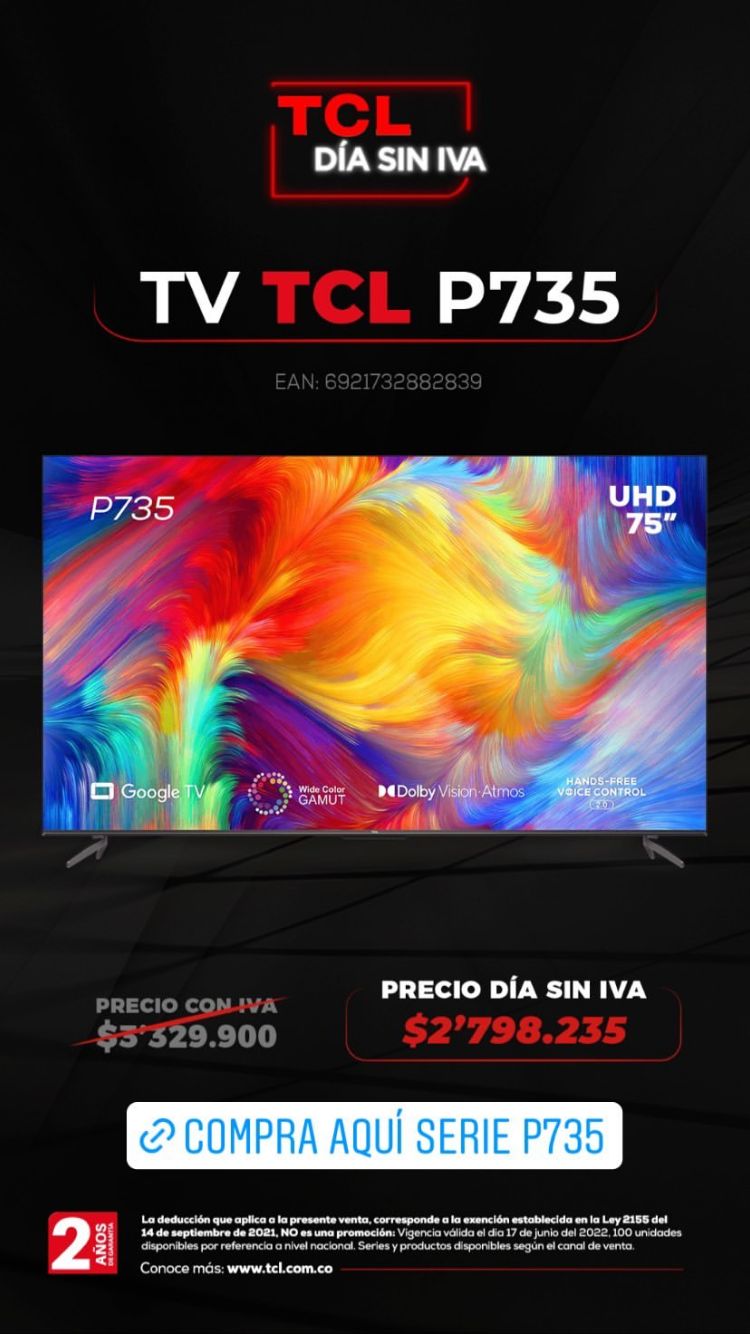 TCL
DÍA SIN IVA
TV TCL P735
EAN: 6921732882839
P735
UHD
75”
Google TV
Wide Color
GAMUT
Dolby Vision·Atmos
HANDS-FREE
VOICE CONTROL
2.0
PRECIO CON IVA
$3’329.900
PRECIO DÍA SIN IVA
$2’798.235
COMPRA AQUÍ SERIE P735
2 AÑOS
DE GARANTÍA
La deducción que aplica a la presente venta, corresponde a la exención establecida en la Ley 2155 del
14 de septiembre de 2021, NO es una promoción: Vigencia válida el dia 17 de junio del 2022, 100 unidades
disponibles por referencia a nivel nacional. Series y productos disponibles según el canal de venta.
Conoce más: www.tcl.com.co